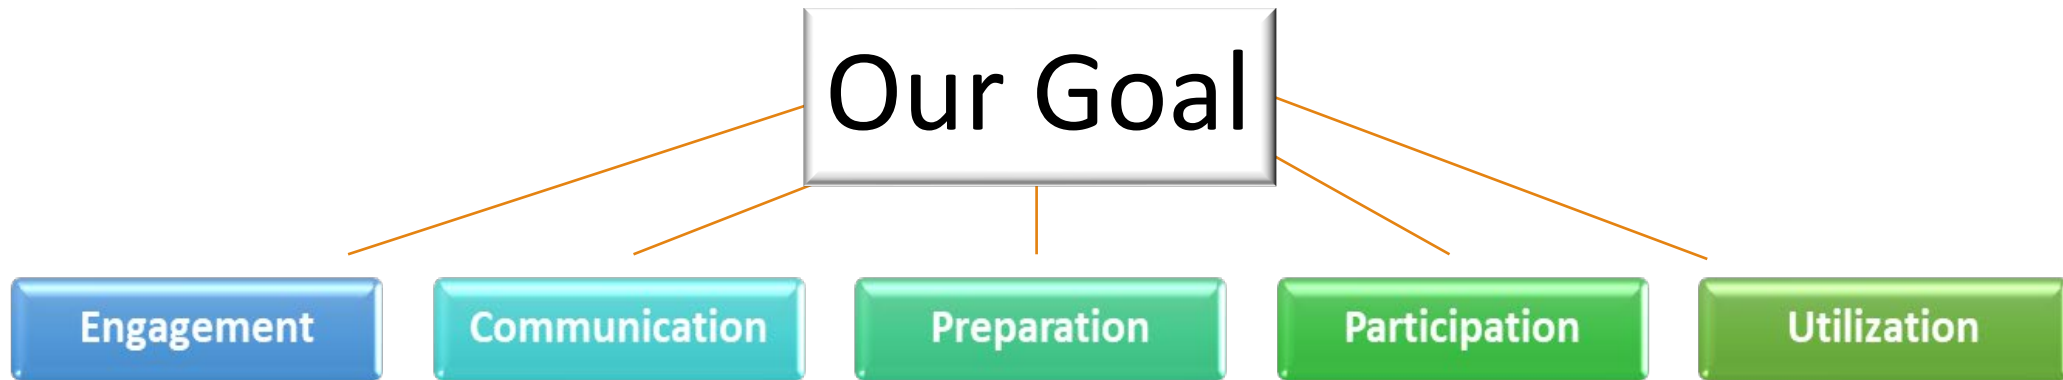 Our Goal
Engagement
Communication
Preparation
Participation
Utilization